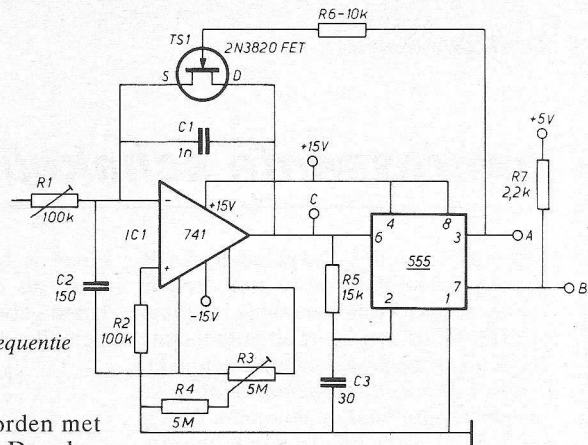 R6-10k
TS1
2N3820 FET
S
D
C1
1n
+15V
+5V
R1
100k
C
R7
2,2k
−
+15V
4
8
IC1
741
6
3
A
555
+
R5
15k
2
1
7
B
C2
150
R2
100k
−15V
R3
5M
R4
5M
C3
30
equentie
orden met